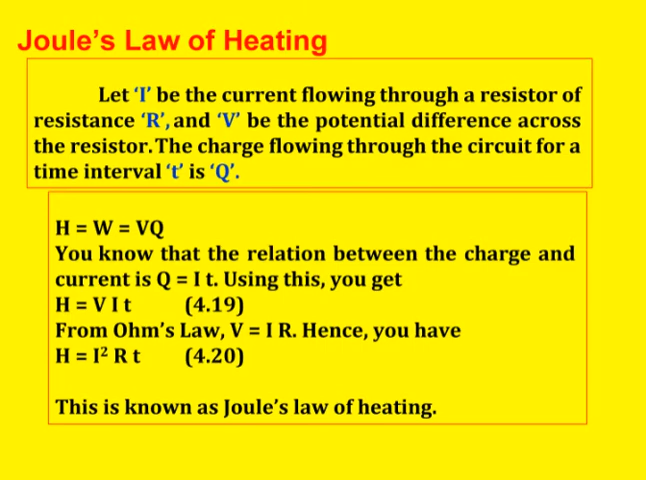 Joule’s Law of Heating
Let ‘I’ be the current flowing through a resistor of
resistance ‘R’, and ‘V’ be the potential difference across
the resistor. The charge flowing through the circuit for a
time interval ‘t’ is ‘Q’.
H = W = VQ
You know that the relation between the charge and
current is Q = I t. Using this, you get
H = V I t (4.19)
From Ohm’s Law, V = I R. Hence, you have
H = I² R t (4.20)
This is known as Joule’s law of heating.